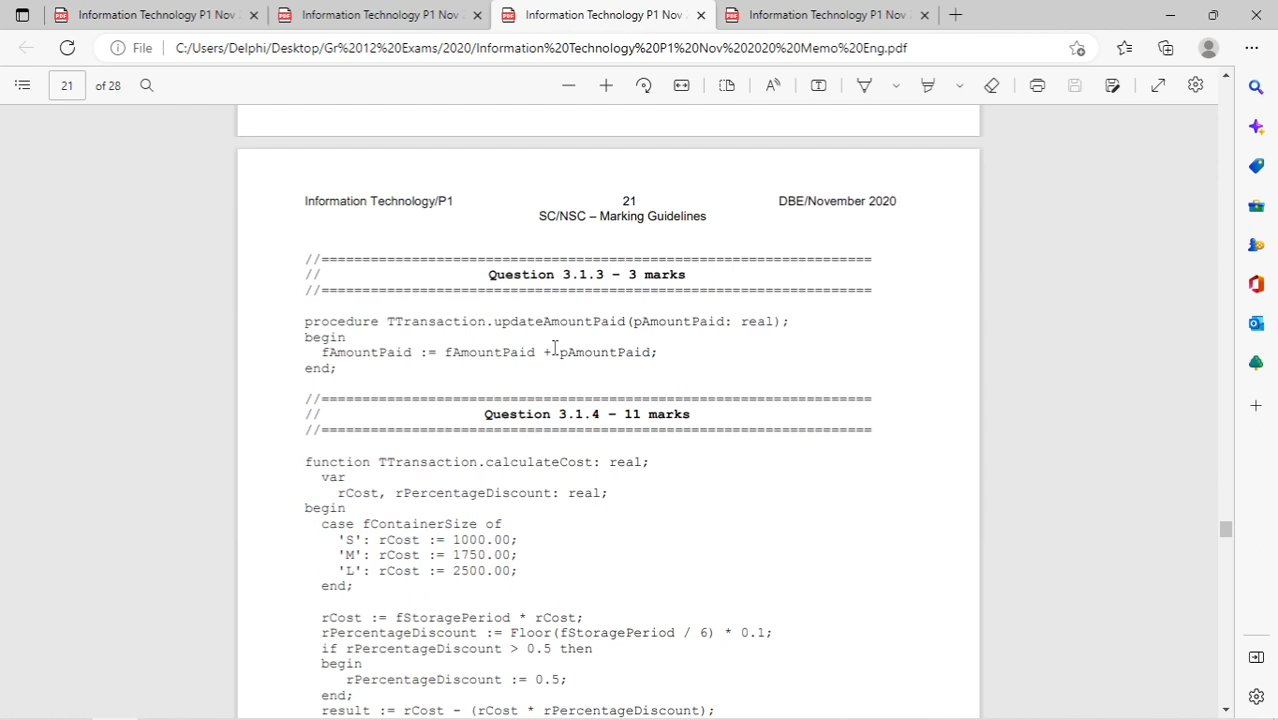 Information Technology P1 Nov
Information Technology P1 Nov
Information Technology P1 Nov
Information Technology P1 Nov
File
C:/Users/Delphi/Desktop/Gr%2012%20Exams/2020/Information%20Technology%20P1%20Nov%202020%20Memo%20Eng.pdf
21 of 28
Information Technology/P1 21 DBE/November 2020
SC/NSC – Marking Guidelines
//===================================================================
// Question 3.1.3 – 3 marks
//===================================================================
procedure TTransaction.updateAmountPaid(pAmountPaid: real);
begin
fAmountPaid := fAmountPaid + pAmountPaid;
end;
//===================================================================
// Question 3.1.4 – 11 marks
//===================================================================
function TTransaction.calculateCost: real;
var
rCost, rPercentageDiscount: real;
begin
case fContainerSize of
'S': rCost := 1000.00;
'M': rCost := 1750.00;
'L': rCost := 2500.00;
end;
rCost := fStoragePeriod * rCost;
rPercentageDiscount := Floor(fStoragePeriod / 6) * 0.1;
if rPercentageDiscount > 0.5 then
begin
rPercentageDiscount := 0.5;
end;
result := rCost - (rCost * rPercentageDiscount);